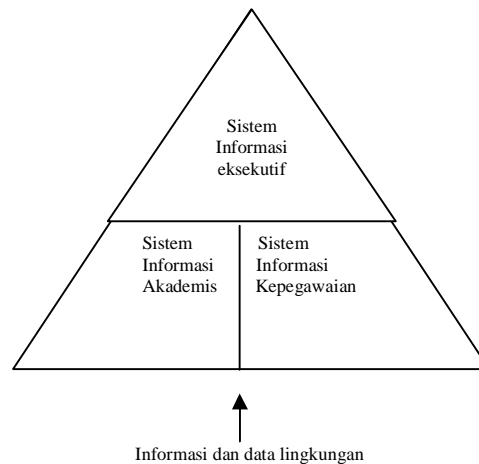 Sistem
Informasi
eksekutif
Sistem
Informasi
Akademis
Sistem
Informasi
Kepegawaian
Informasi dan data lingkungan